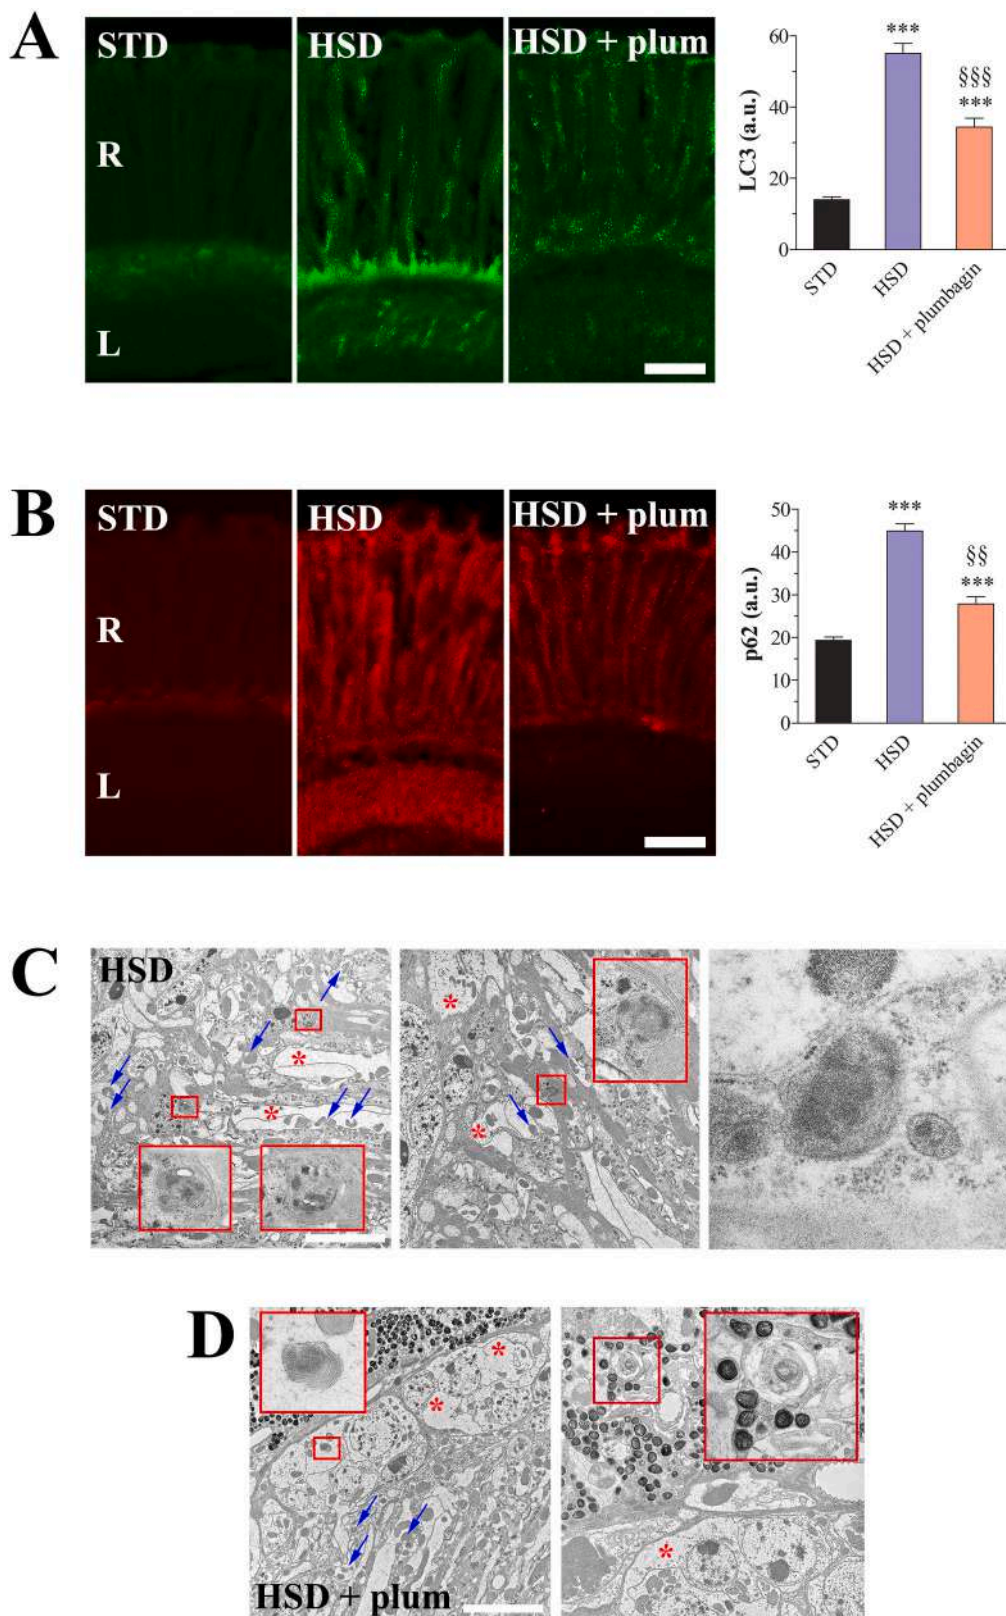 A
STD
HSD
HSD + plum
R
L
LC3 (a.u.)
60
40
20
0
***
§§§
***
STD
HSD
HSD + plumbagin
B
STD
HSD
HSD + plum
R
L
p62 (a.u.)
50
40
30
20
10
0
***
§§
***
STD
HSD
HSD + plumbagin
C
HSD
*
*
*
*
D
*
*
HSD + plum
*